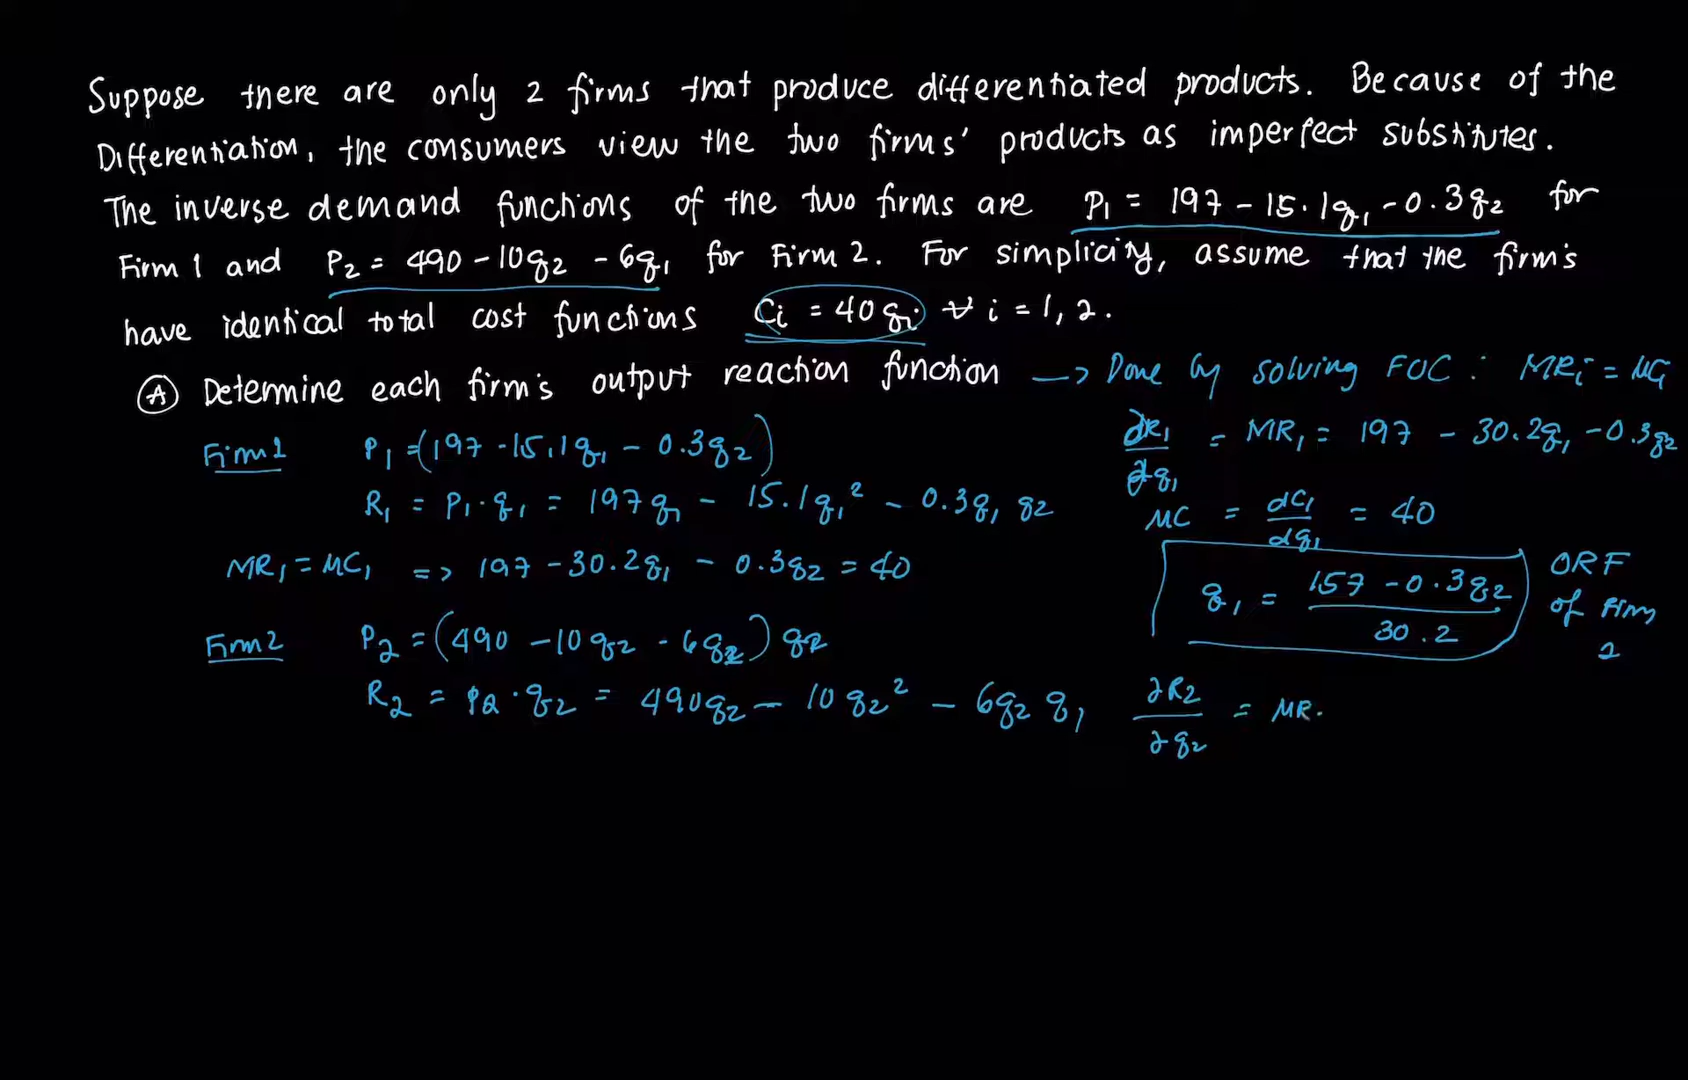 Suppose there are only 2 firms that produce differentiated products. Because of the
Differentiation, the consumers view the two firms' products as imperfect substitutes.
The inverse demand functions of the two firms are P₁ = 197 - 15.1q₁ - 0.3q₂ for
Firm 1 and P₂ = 490 - 10q₂ - 6q₁ for Firm 2. For simplicity, assume that the firm's
have identical total cost functions Cᵢ = 40qᵢ ∀ i = 1, 2.
Ⓐ Determine each firm's output reaction function → Done by solving FOC : MRᵢ = MCᵢ
Firm 1 P₁ = (197 - 15.1q₁ - 0.3q₂) ∂R₁/∂q₁ = MR₁ = 197 - 30.2q₁ - 0.3q₂
R₁ = P₁·q₁ = 197q₁ - 15.1q₁² - 0.3q₁ q₂ MC = dC₁/dq₁ = 40
MR₁ = MC₁ => 197 - 30.2q₁ - 0.3q₂ = 40 q₁ = (157 - 0.3q₂)/30.2 ORF of Firm
Firm 2 P₂ = (490 - 10q₂ - 6q₂) q₂
R₂ = P₂·q₂ = 490q₂ - 10q₂² - 6q₂ q₁ ∂R₂/∂q₂ = MR.